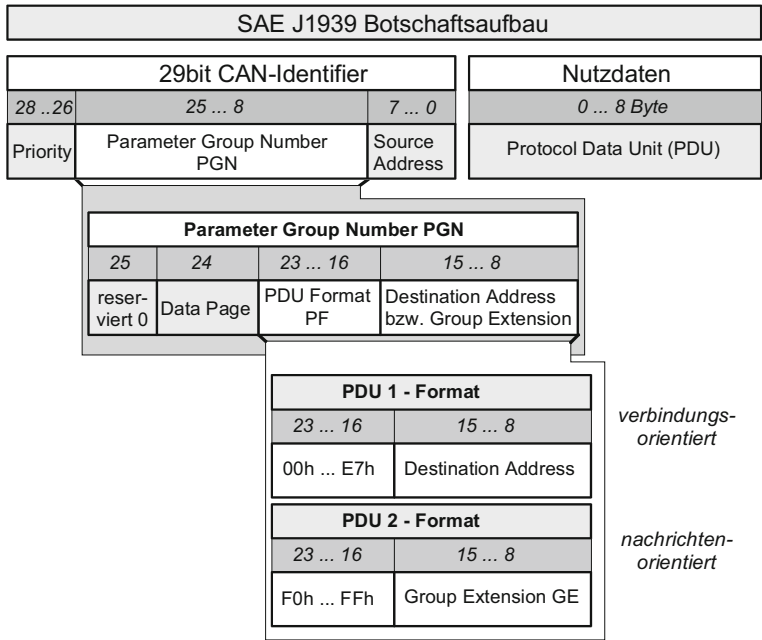 SAE J1939 Botschaftsaufbau
29bit CAN-Identifier
Nutzdaten
28 ..26
25 ... 8
7 ... 0
0 ... 8 Byte
Priority
Parameter Group Number
PGN
Source
Address
Protocol Data Unit (PDU)
Parameter Group Number PGN
25
24
23 ... 16
15 ... 8
reser-
viert 0
Data Page
PDU Format
PF
Destination Address
bzw. Group Extension
PDU 1 - Format
23 ... 16
15 ... 8
00h ... E7h
Destination Address
verbindungs-
orientiert
PDU 2 - Format
23 ... 16
15 ... 8
F0h ... FFh
Group Extension GE
nachrichten-
orientiert